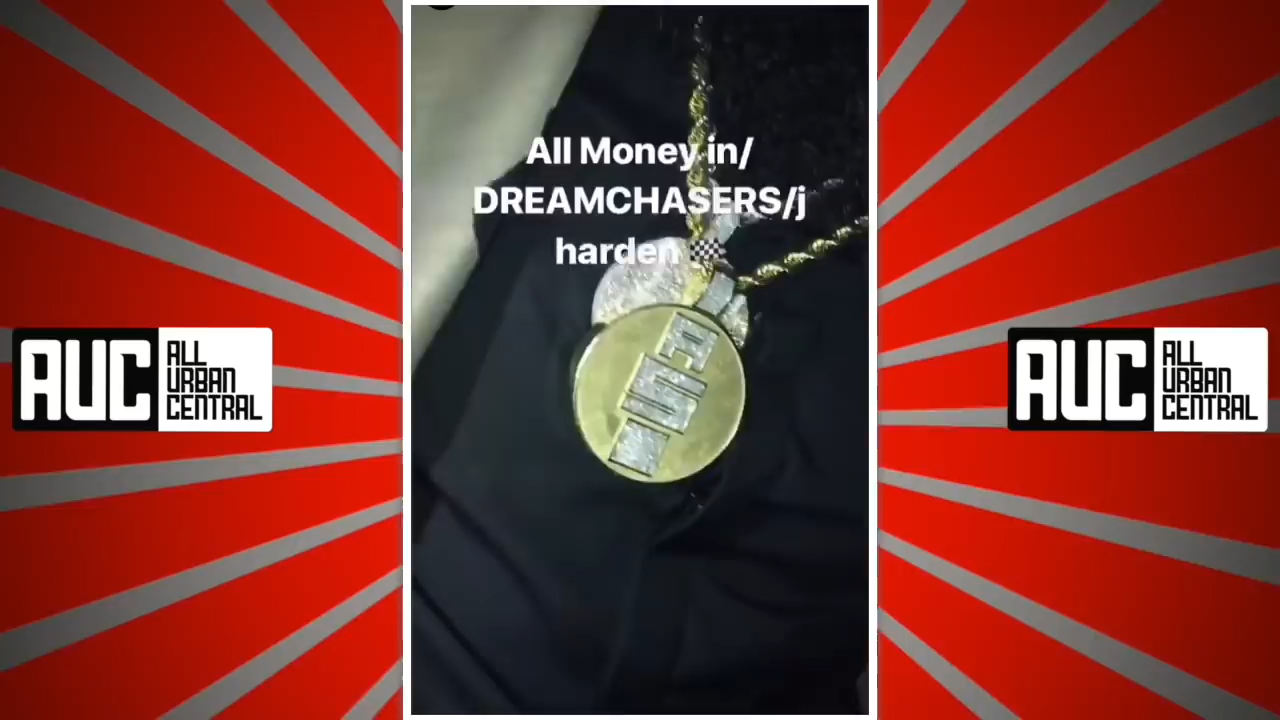 All Money in/
DREAMCHASERS/j
harden 🏁
AUC
ALL
URBAN
CENTRAL
AUC
ALL
URBAN
CENTRAL